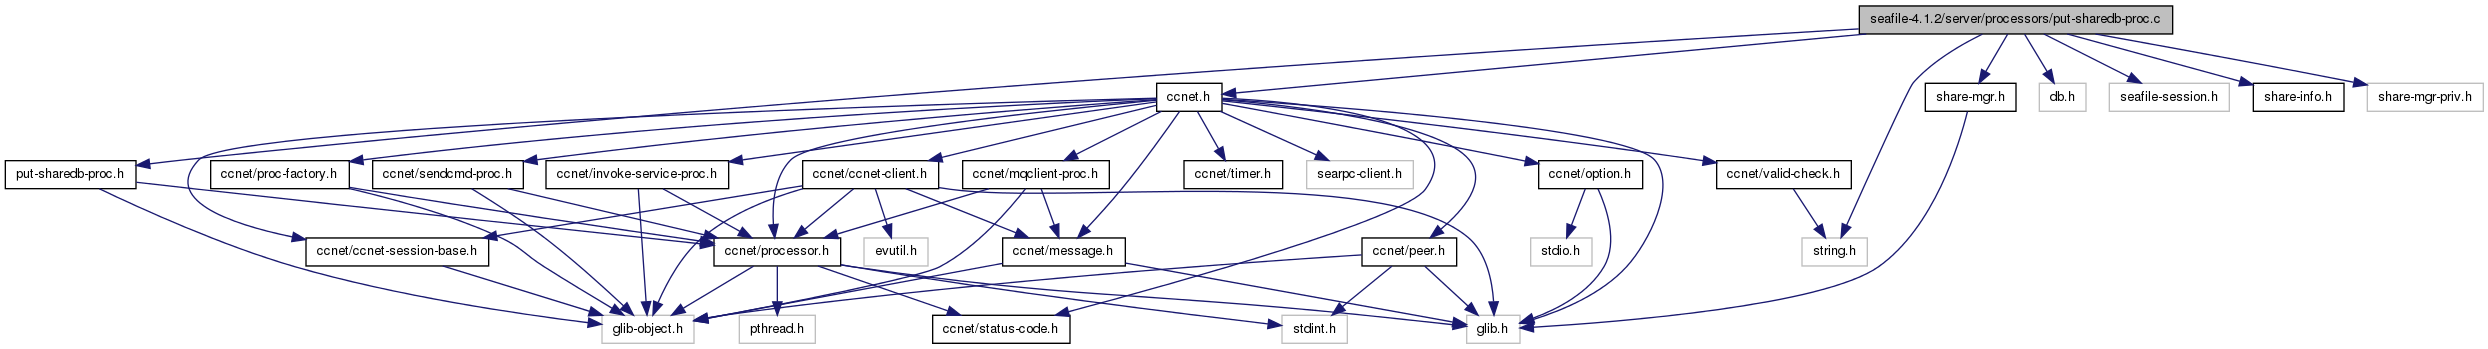 seafile-4.1.2/server/processors/put-sharedb-proc.c
ccnet.h
share-mgr.h
db.h
seafile-session.h
share-info.h
share-mgr-priv.h
put-sharedb-proc.h
ccnet/proc-factory.h
ccnet/sendcmd-proc.h
ccnet/invoke-service-proc.h
ccnet/ccnet-client.h
ccnet/mqclient-proc.h
ccnet/timer.h
searpc-client.h
ccnet/option.h
ccnet/valid-check.h
ccnet/ccnet-session-base.h
ccnet/processor.h
evutil.h
ccnet/message.h
ccnet/peer.h
stdio.h
string.h
glib-object.h
pthread.h
ccnet/status-code.h
stdint.h
glib.h